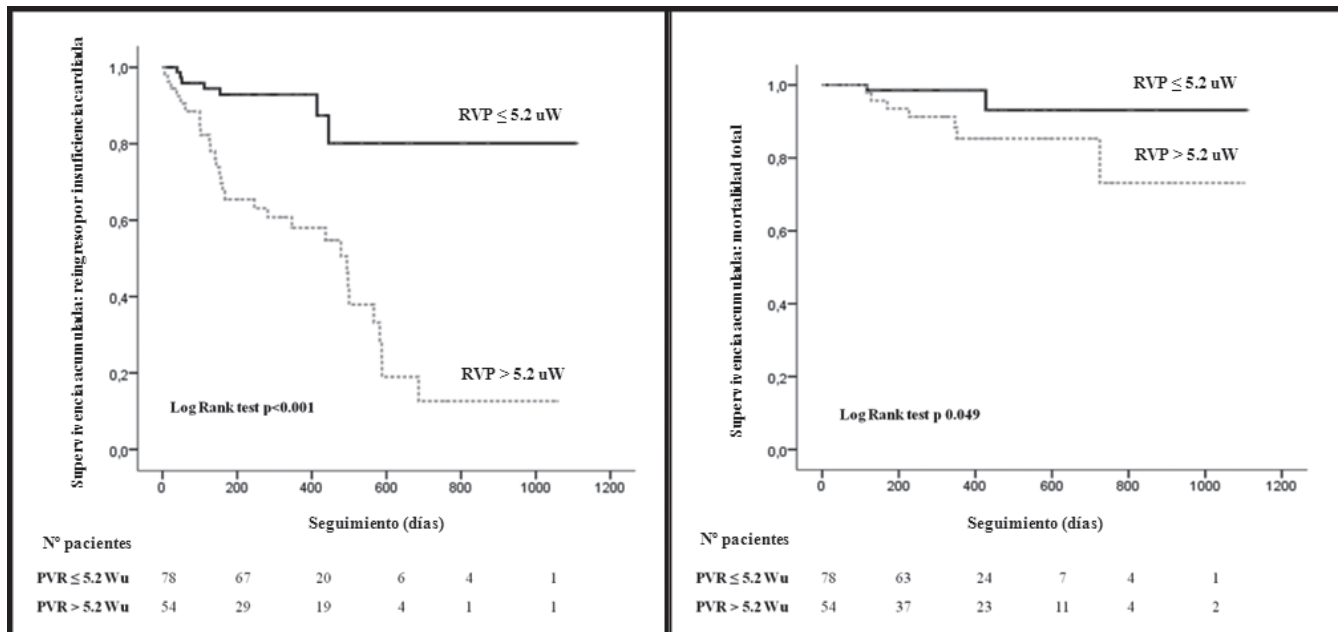 Supervivencia acumulada: reingreso por insuficiencia cardiada
1,0
0,8
0,6
0,4
0,2
0,0
RVP ≤ 5.2 uW
RVP > 5.2 uW
Log Rank test p<0.001
0 200 400 600 800 1000 1200
Seguimiento (días)
Nº pacientes
PVR ≤ 5.2 Wu 78 67 20 6 4 1
PVR > 5.2 Wu 54 29 19 4 1 1
Supervivencia acumulada: mortalidad total
1,0
0,8
0,6
0,4
0,2
0,0
RVP ≤ 5.2 uW
RVP > 5.2 uW
Log Rank test p 0.049
0 200 400 600 800 1000 1200
Seguimiento (días)
Nº pacientes
PVR ≤ 5.2 Wu 78 63 24 7 4 1
PVR > 5.2 Wu 54 37 23 11 4 2